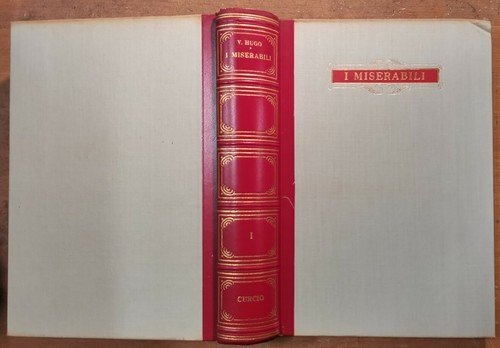 V. HUGO
I MISERABILI
I
CURCIO
I MISERABILI